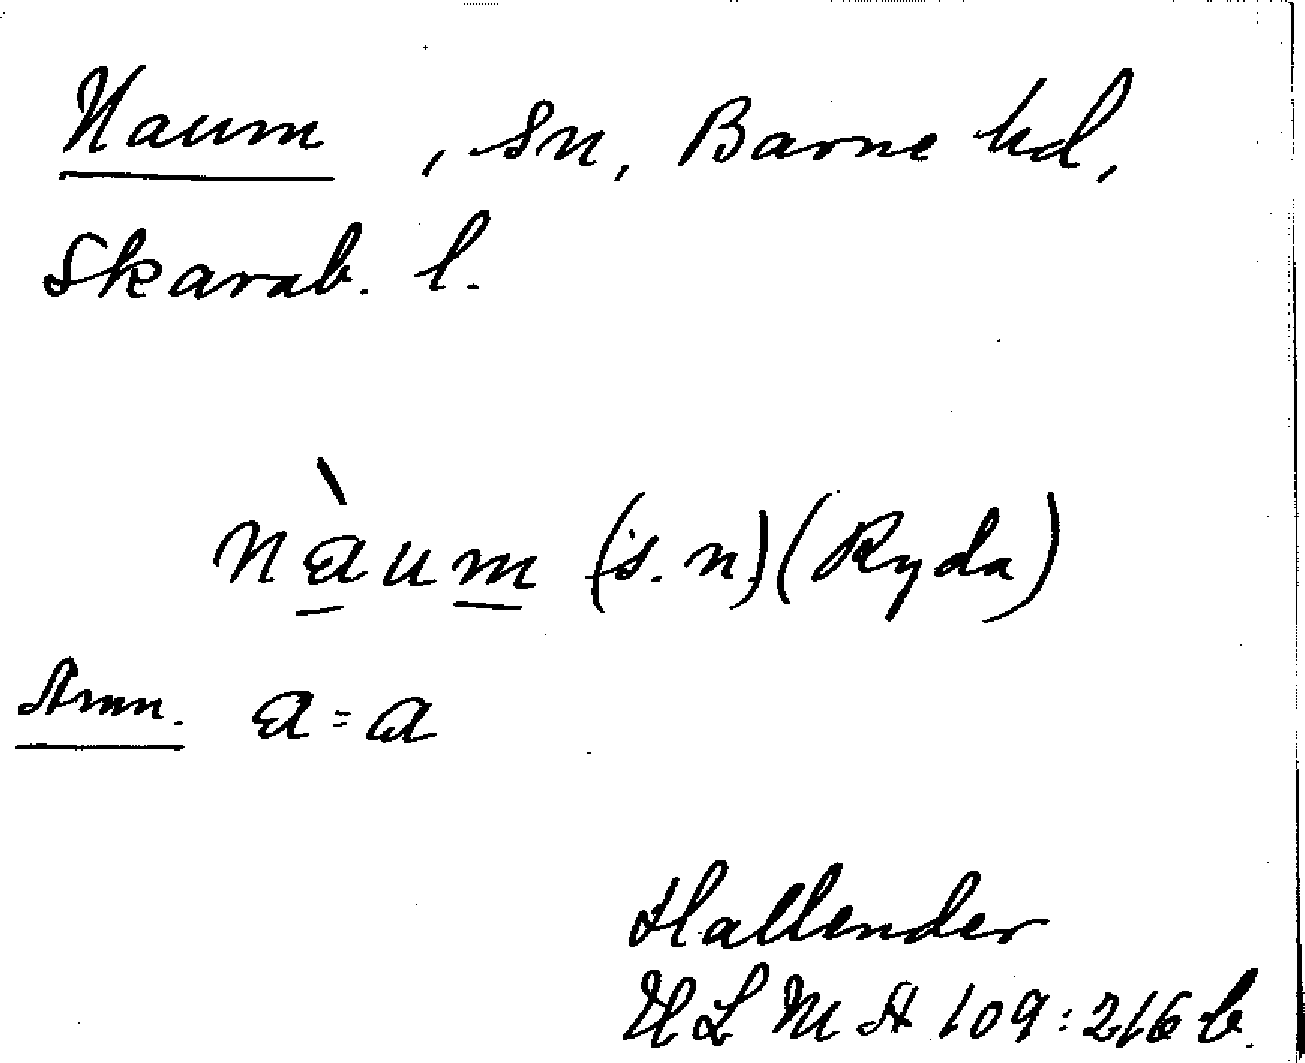 Naum, sn, Barne hd,
Skarab. l.
nàum (s.n) (Ryda)
Anm. a = a
Hallender
ULMA 109:216 b.